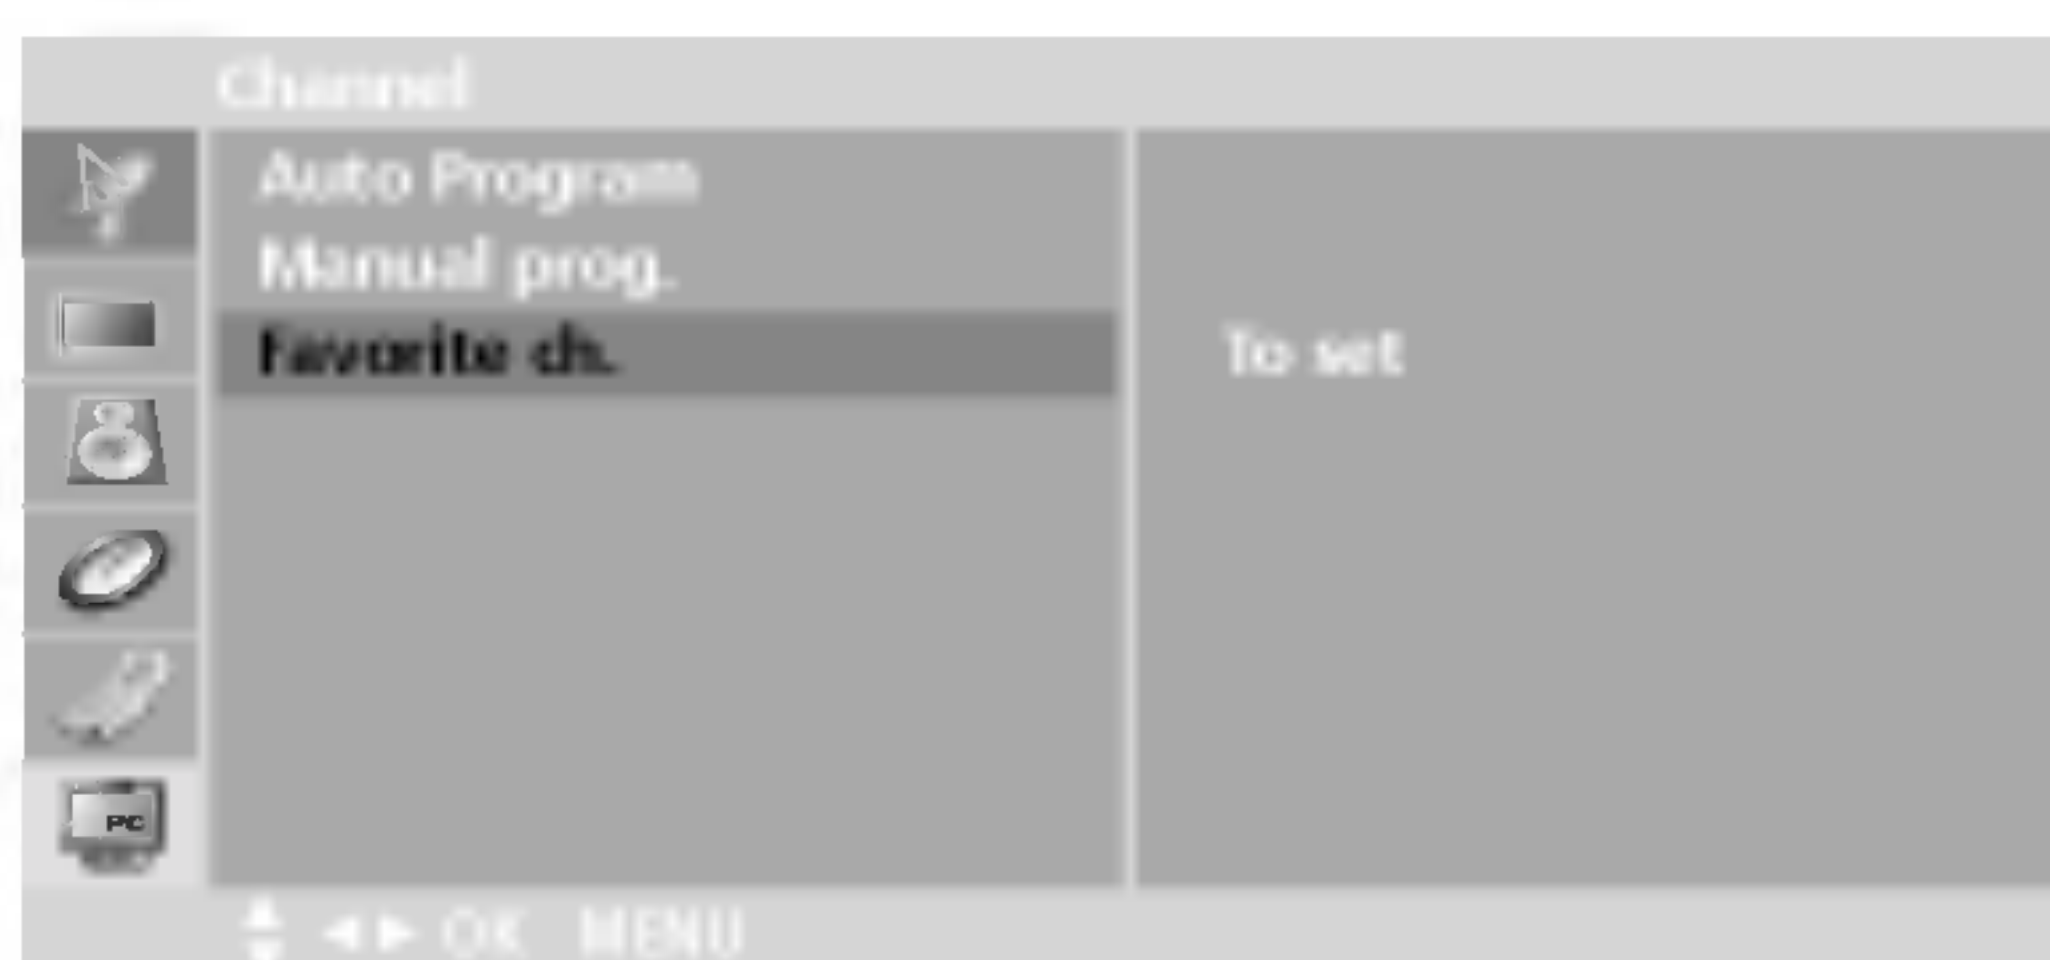 Channel
Auto Program
Manual prog.
Favorite ch.
To set
PC
OK MENU